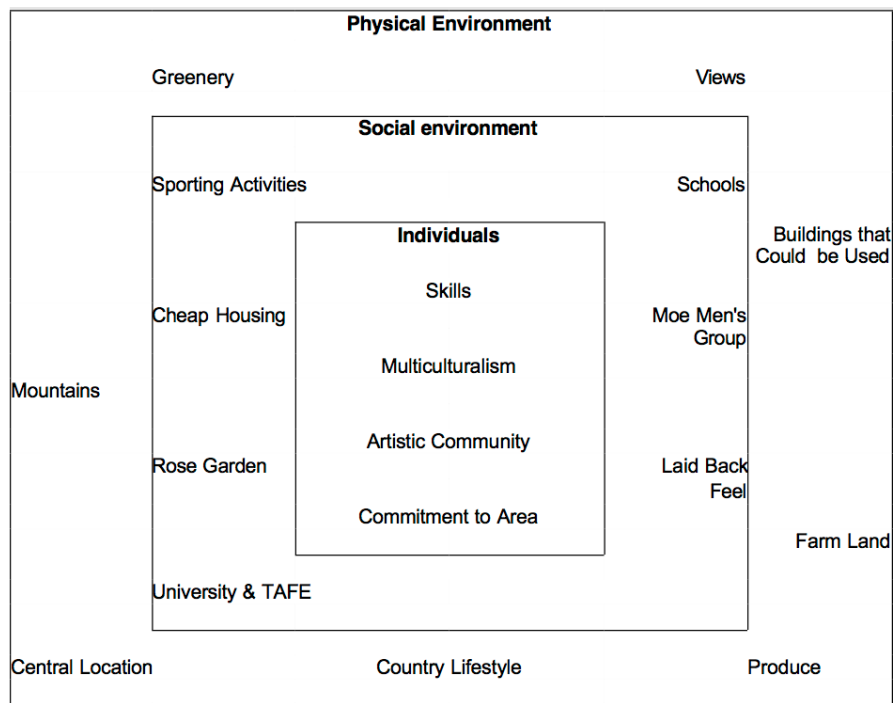 Physical Environment
Greenery
Views
Social environment
Sporting Activities
Schools
Individuals
Buildings that
Could be Used
Skills
Cheap Housing
Moe Men's
Group
Multiculturalism
Mountains
Artistic Community
Rose Garden
Laid Back
Feel
Commitment to Area
Farm Land
University & TAFE
Central Location
Country Lifestyle
Produce